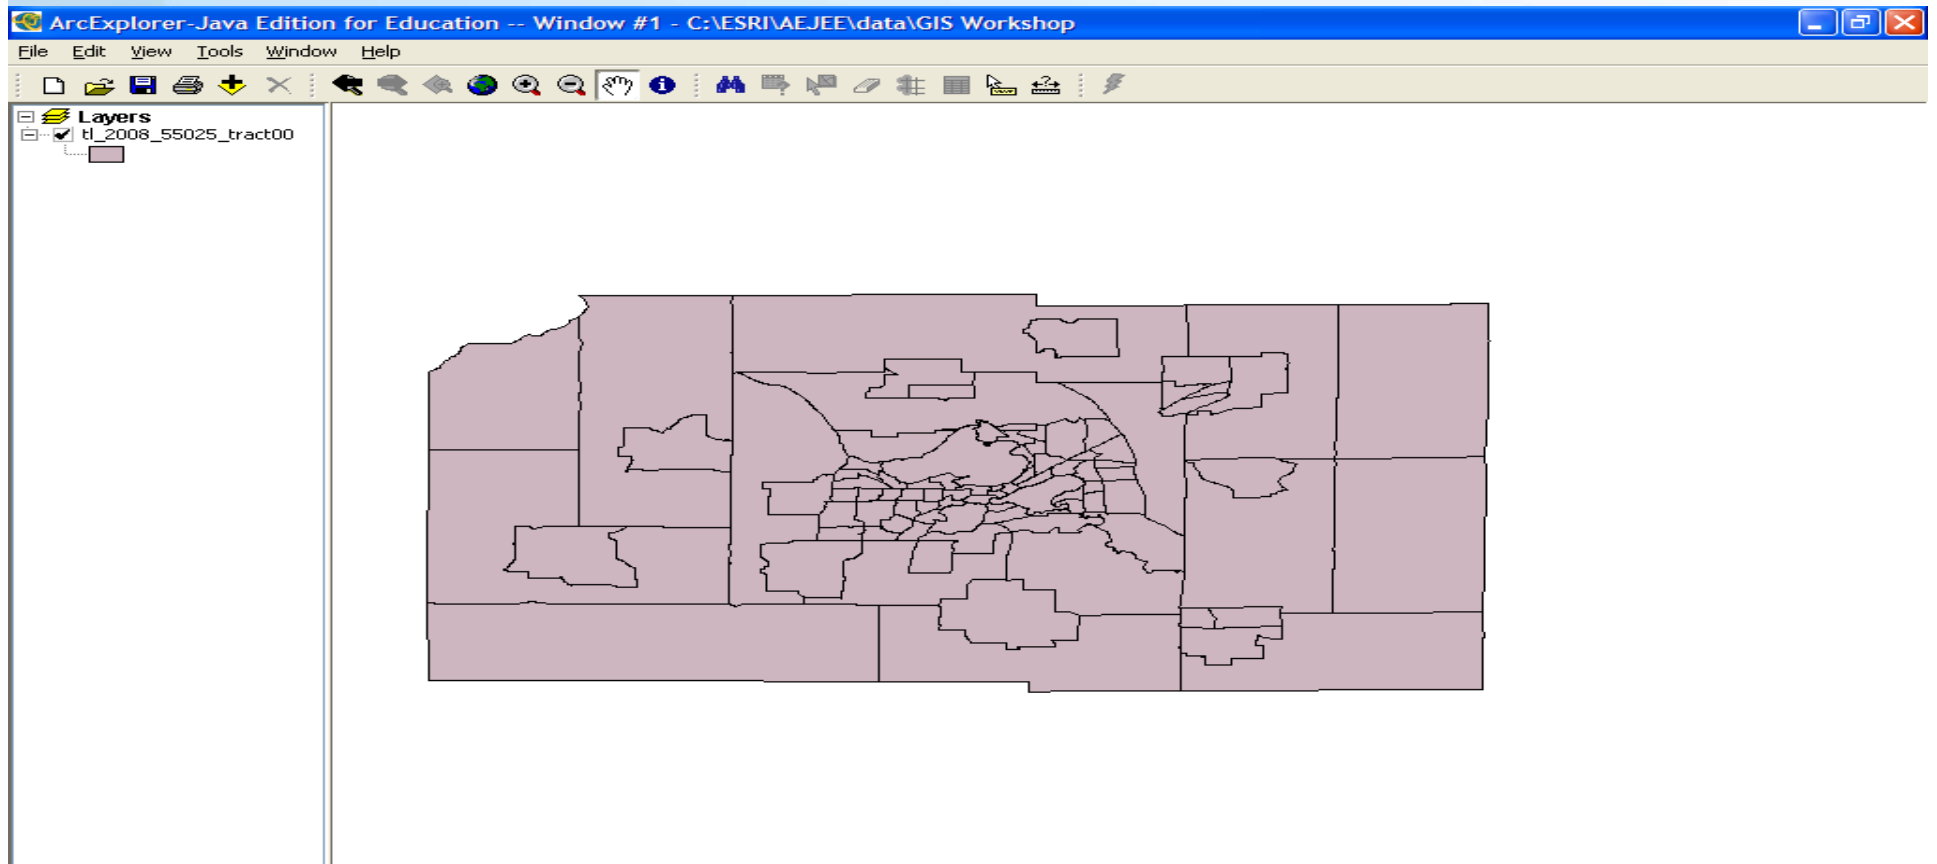 ArcExplorer-Java Edition for Education -- Window #1 - C:\ESRI\AEJEE\data\GIS Workshop
File Edit View Tools Window Help
Layers
tl_2008_55025_tract00